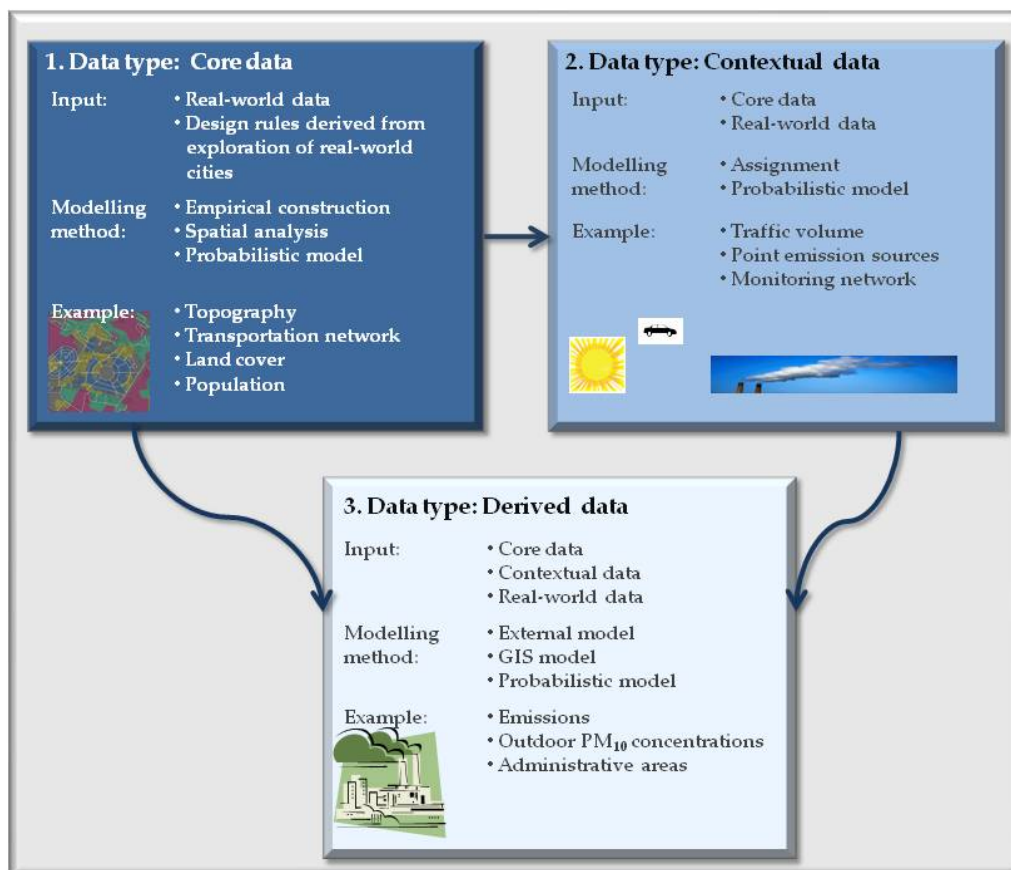 1. Data type: Core data
Input:
• Real-world data
• Design rules derived from
exploration of real-world
cities
Modelling
method:
• Empirical construction
• Spatial analysis
• Probabilistic model
Example:
• Topography
• Transportation network
• Land cover
• Population
2. Data type: Contextual data
Input:
• Core data
• Real-world data
Modelling
method:
• Assignment
• Probabilistic model
Example:
• Traffic volume
• Point emission sources
• Monitoring network
3. Data type: Derived data
Input:
• Core data
• Contextual data
• Real-world data
Modelling
method:
• External model
• GIS model
• Probabilistic model
Example:
• Emissions
• Outdoor PM₁₀ concentrations
• Administrative areas